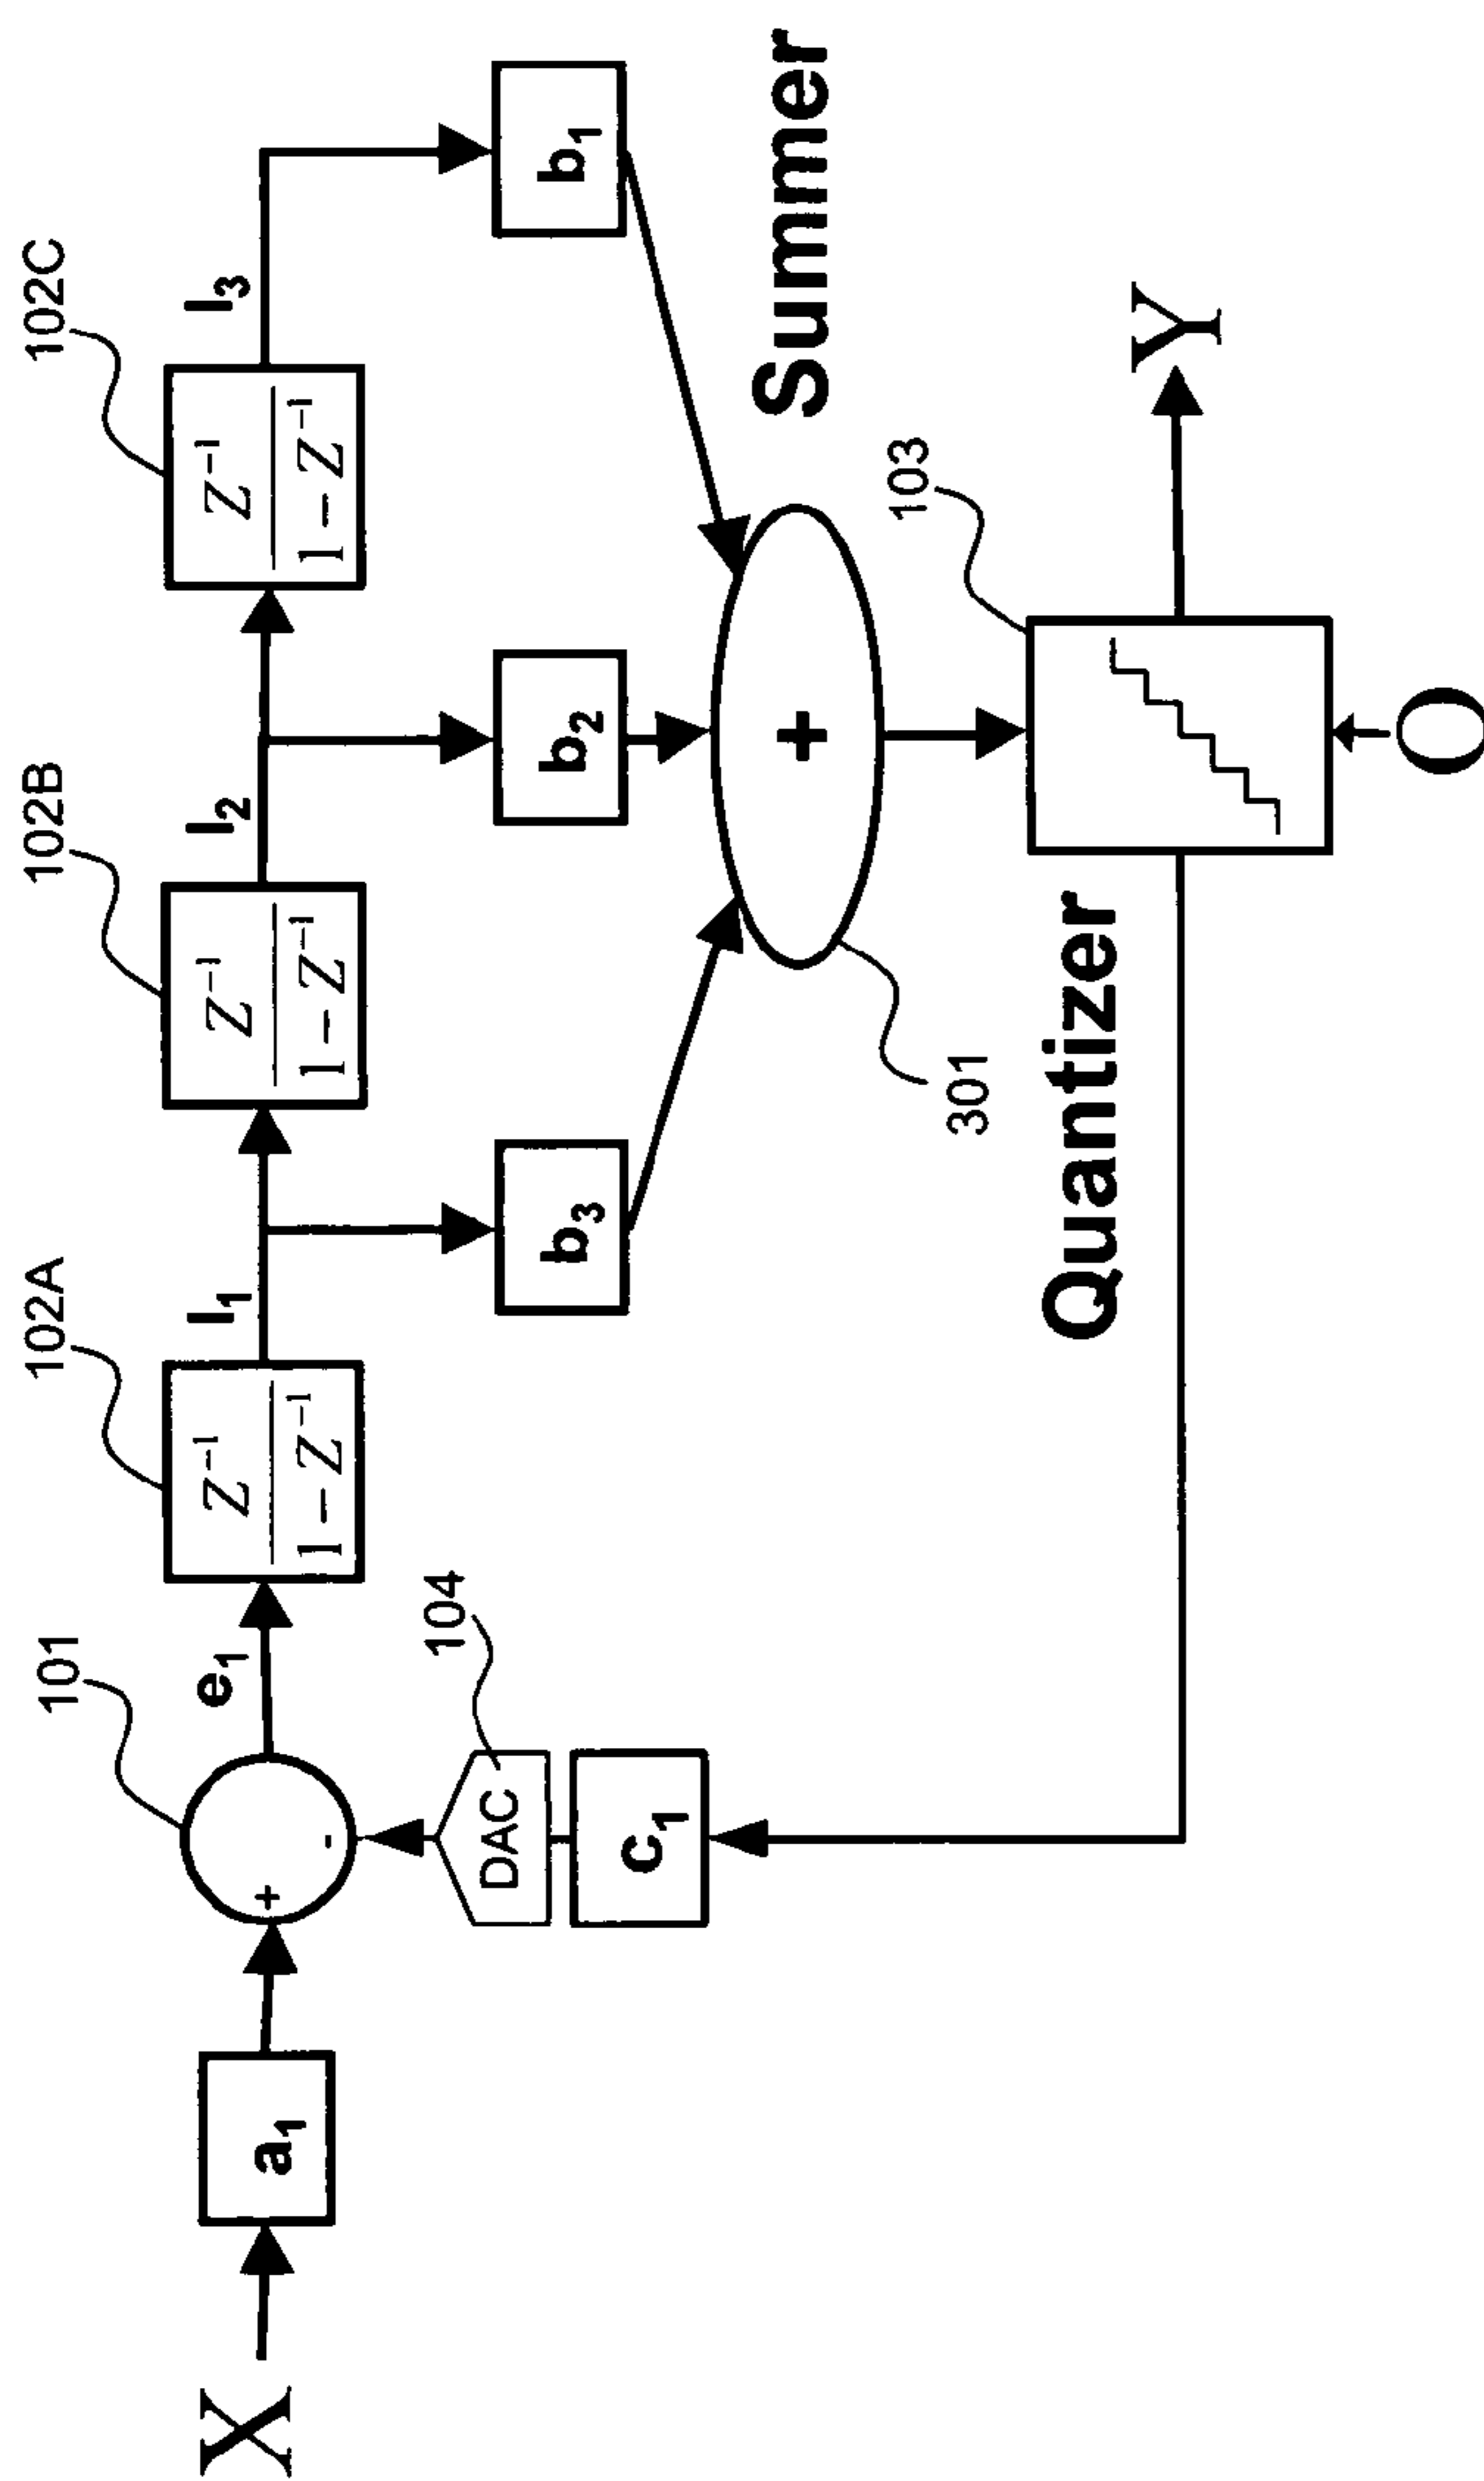 101 102A 102B 102C
e₁ I₁ I₂ I₃
X a₁ + -
Z⁻¹
1 – Z⁻¹
Z⁻¹
1 – Z⁻¹
Z⁻¹
1 – Z⁻¹
104
DAC
c₁
b₃ b₂ b₁
+
Summer
301
103
Quantizer
Y